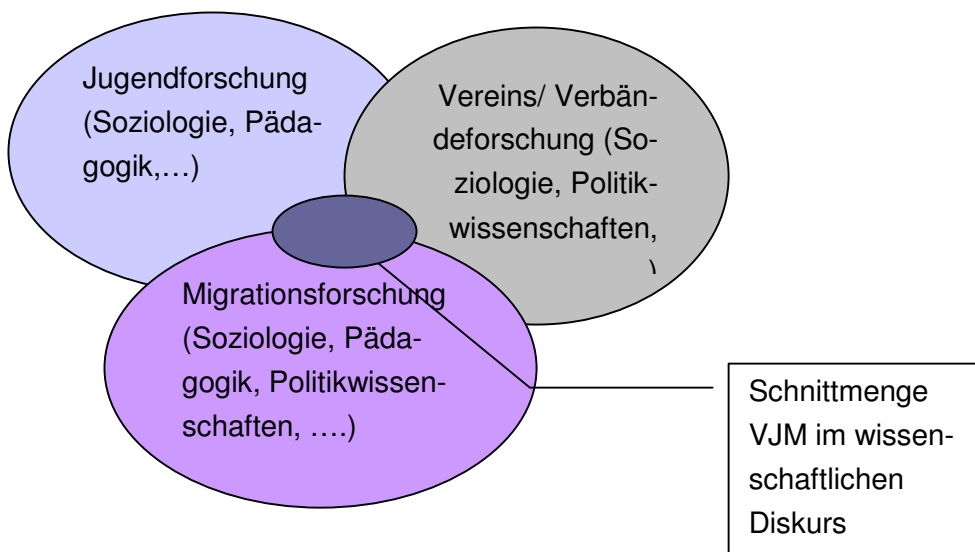 Jugendforschung
(Soziologie, Päda-
gogik,…)
Vereins/ Verbän-
deforschung (So-
ziologie, Politik-
wissenschaften,
)
Migrationsforschung
(Soziologie, Päda-
gogik, Politikwissen-
schaften, ….)
Schnittmenge
VJM im wissen-
schaftlichen
Diskurs